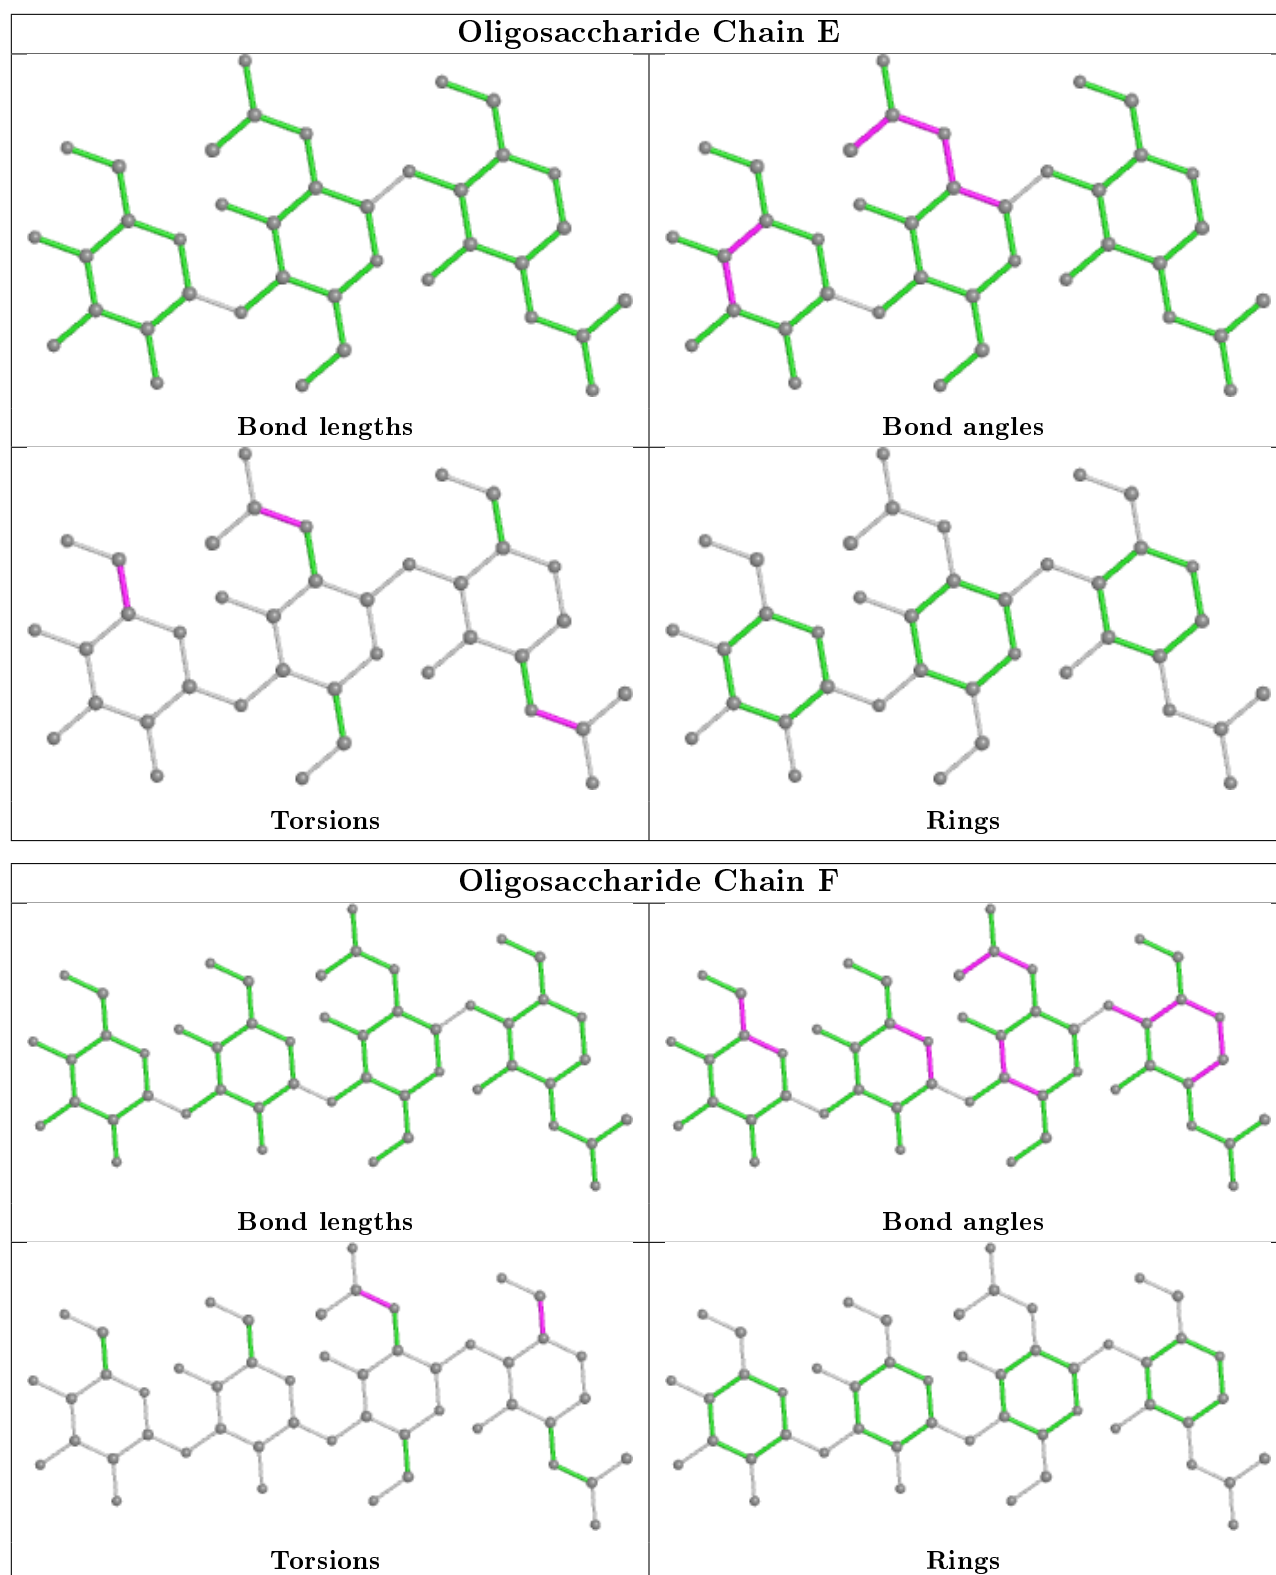 Oligosaccharide Chain E
Bond lengths
Bond angles
Torsions
Rings
Oligosaccharide Chain F
Bond lengths
Bond angles
Torsions
Rings